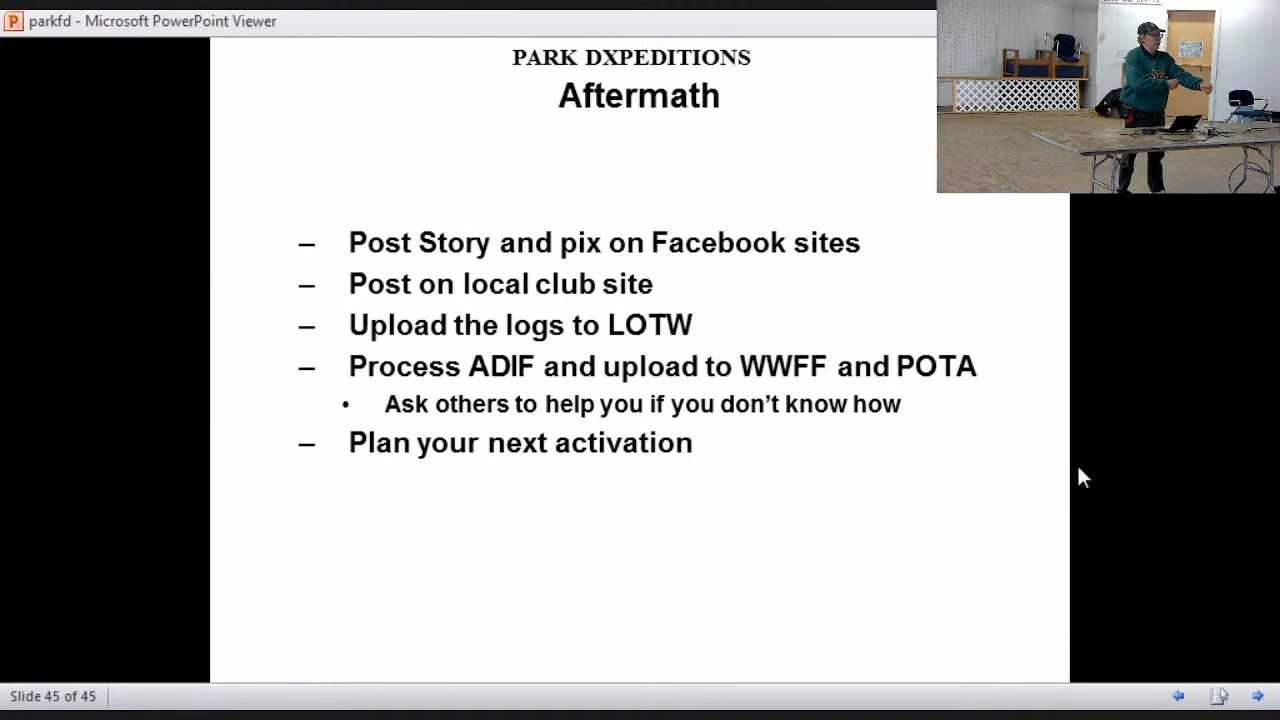 parkfd - Microsoft PowerPoint Viewer
PARK DXPEDITIONS
Aftermath
– Post Story and pix on Facebook sites
– Post on local club site
– Upload the logs to LOTW
– Process ADIF and upload to WWFF and POTA
• Ask others to help you if you don't know how
– Plan your next activation
Slide 45 of 45